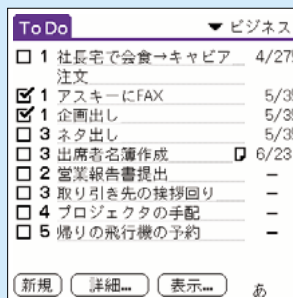 To Do ▼ ビジネス
1 社長宅で会食→キャビア 4/27
注文
1 アスキーにFAX 5/3
1 企画出し 5/3
3 ネタ出し 5/3
3 出席者名簿作成 6/23
2 営業報告書提出 –
3 取り引き先の挨拶回り –
4 プロジェクタの手配 –
5 帰りの飛行機の予約 –
新規 詳細... 表示... あ